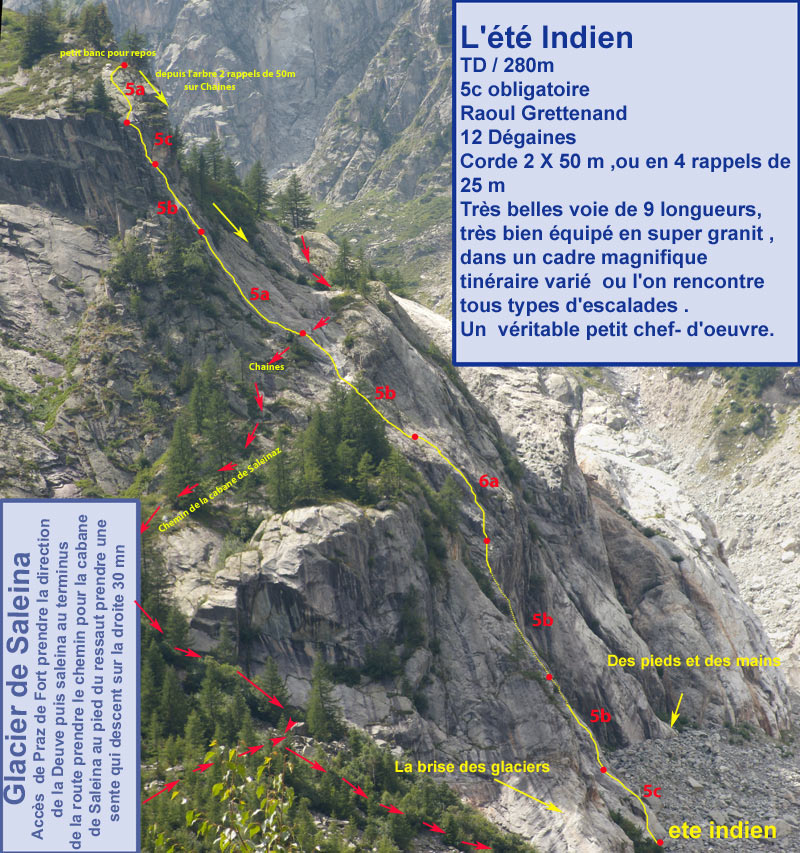 petit banc pour repos
depuis l'arbre 2 rappels de 50m
sur Chaines
5a
5c
5b
5a
Chaines
5b
6a
Chemin de la cabane de Saleinaz
5b
5b
5c
Des pieds et des mains
La brise des glaciers
ete indien
L'été Indien
TD / 280m
5c obligatoire
Raoul Grettenand
12 Dégaines
Corde 2 X 50 m ,ou en 4 rappels de
25 m
Très belles voie de 9 longueurs,
très bien équipé en super granit ,
dans un cadre magnifique
tinéraire varié ou l'on rencontre
tous types d'escalades .
Un véritable petit chef- d'oeuvre.
Glacier de Saleina
Accès de Praz de Fort prendre la direction
de la Deuve puis saleina au terminus
de la route prendre le chemin pour la cabane
de Saleina au pied du ressaut prendre une
sente qui descent sur la droite 30 mn